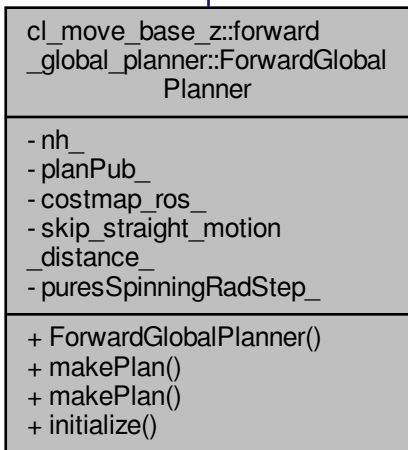 cl_move_base_z::forward
_global_planner::ForwardGlobal
Planner
- nh_
- planPub_
- costmap_ros_
- skip_straight_motion
_distance_
- puresSpinningRadStep_
+ ForwardGlobalPlanner()
+ makePlan()
+ makePlan()
+ initialize()